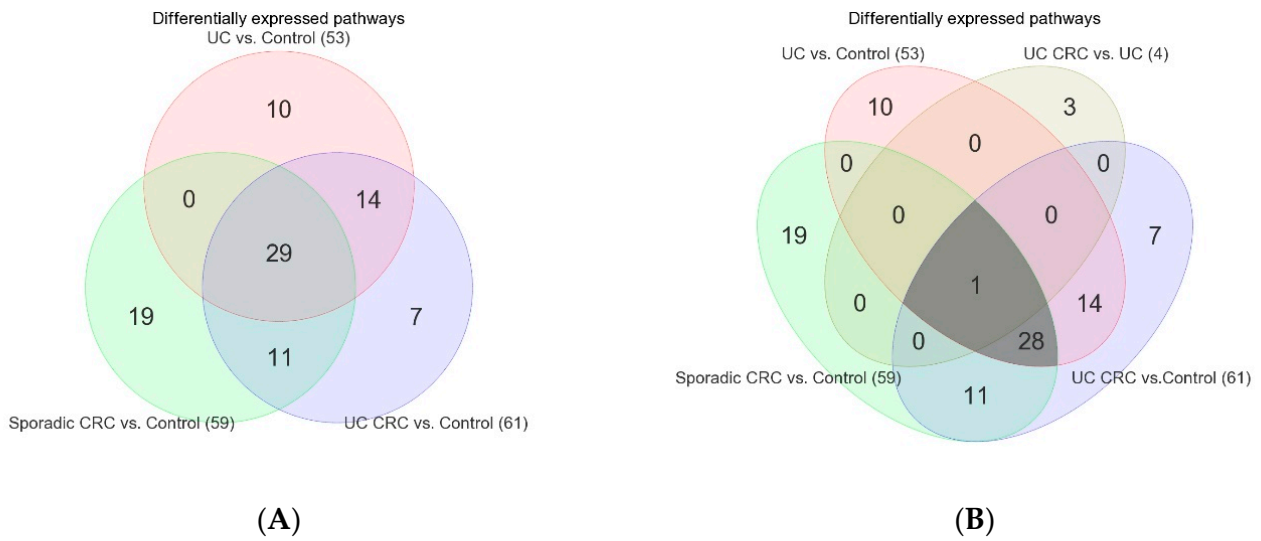 Differentially expressed pathways
UC vs. Control (53)
10
0
14
29
19
7
11
Sporadic CRC vs. Control (59)
UC CRC vs. Control (61)
(A)
Differentially expressed pathways
UC vs. Control (53)
UC CRC vs. UC (4)
10
3
0
0
0
0
0
19
7
1
0
14
0
28
Sporadic CRC vs. Control (59)
UC CRC vs.Control (61)
11
(B)